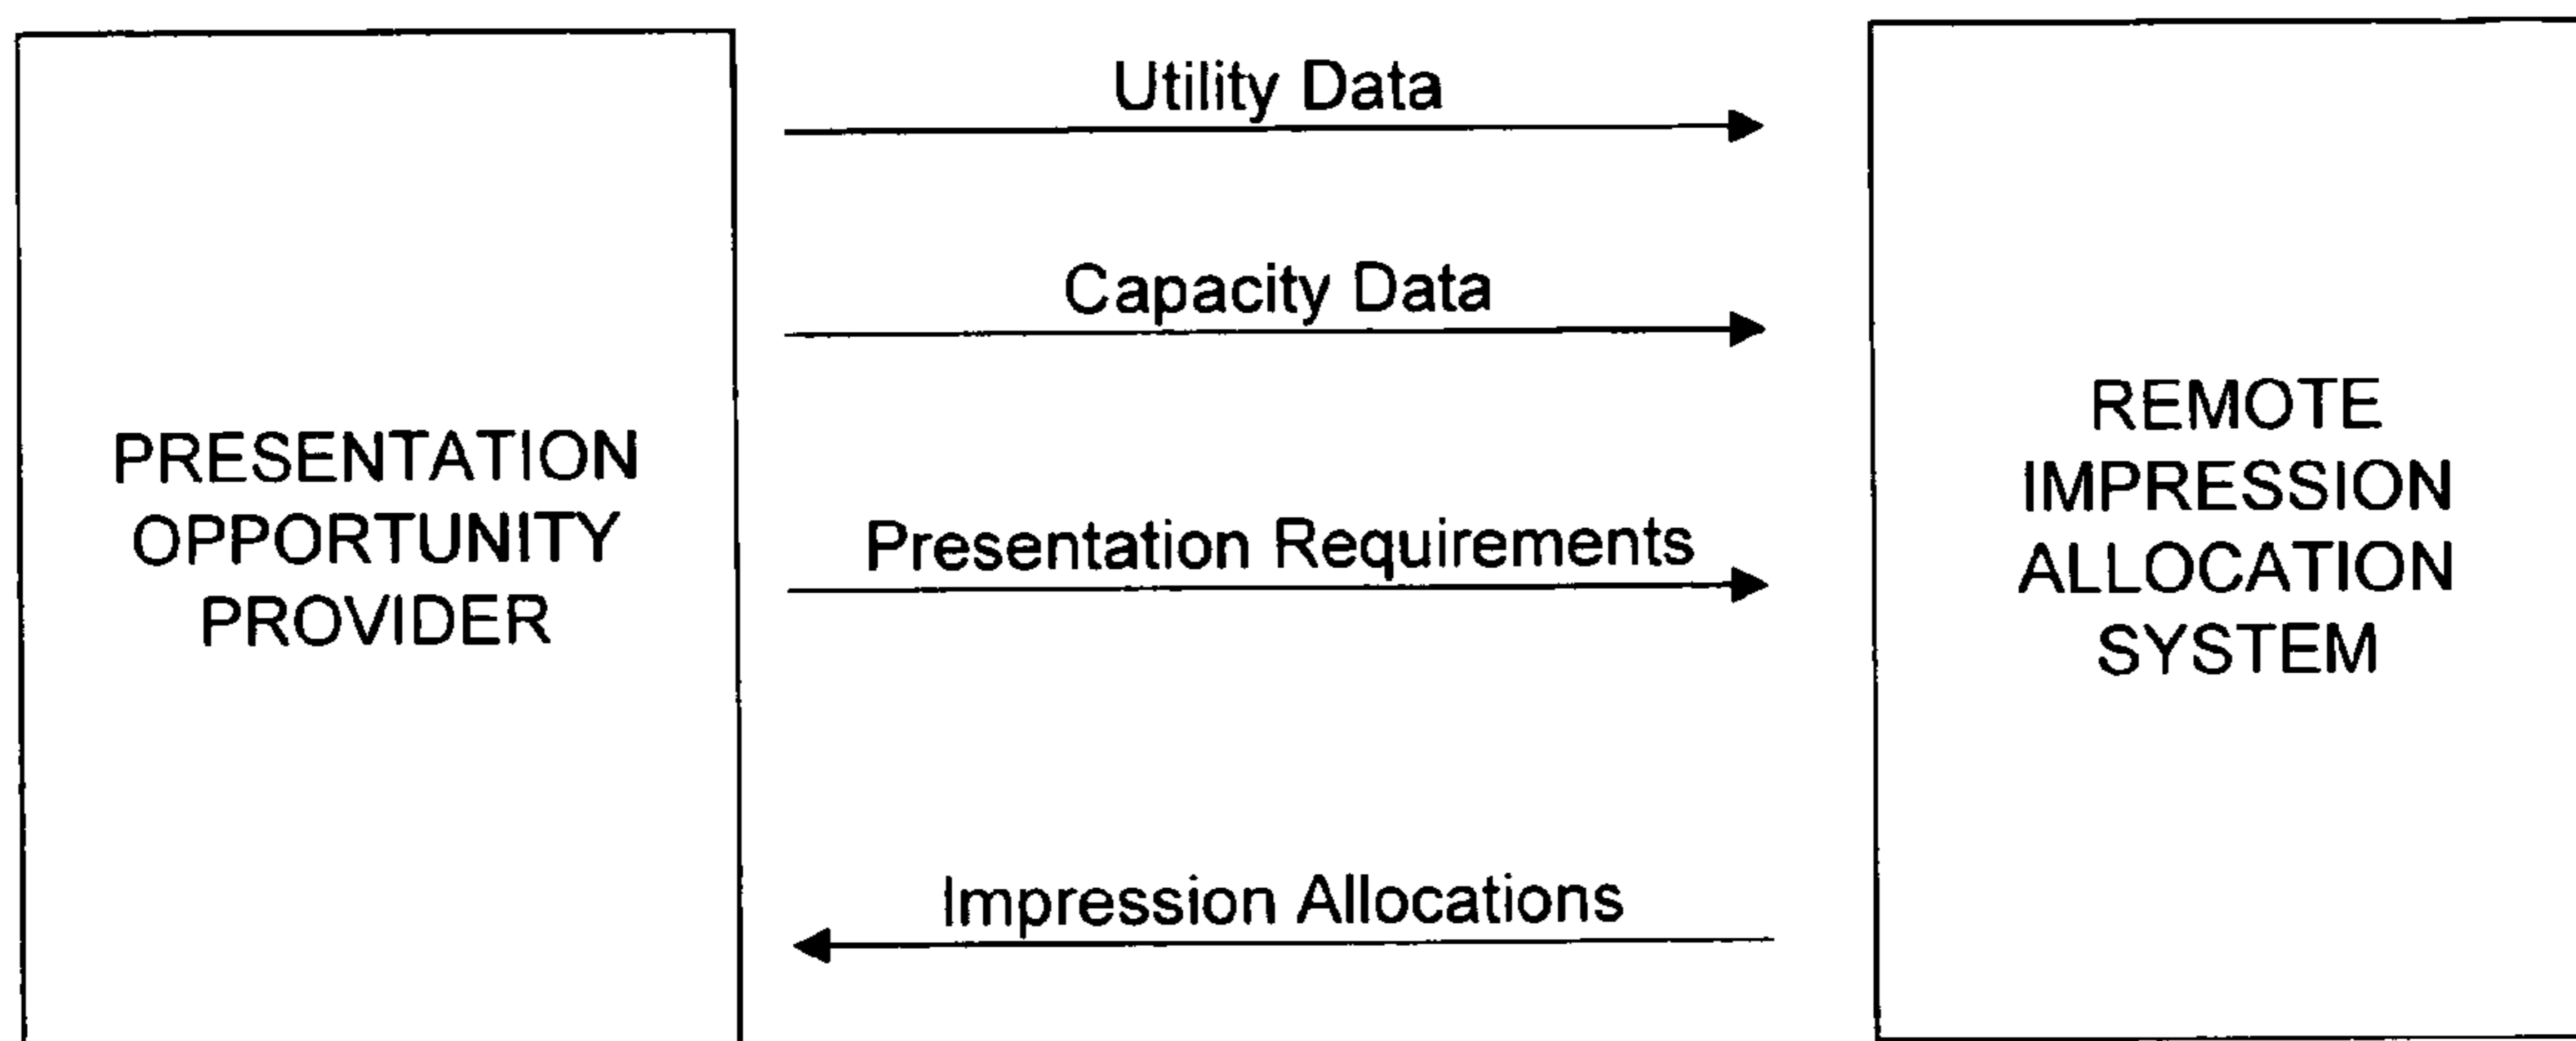 Utility Data
Capacity Data
PRESENTATION
OPPORTUNITY
PROVIDER
Presentation Requirements
REMOTE
IMPRESSION
ALLOCATION
SYSTEM
Impression Allocations